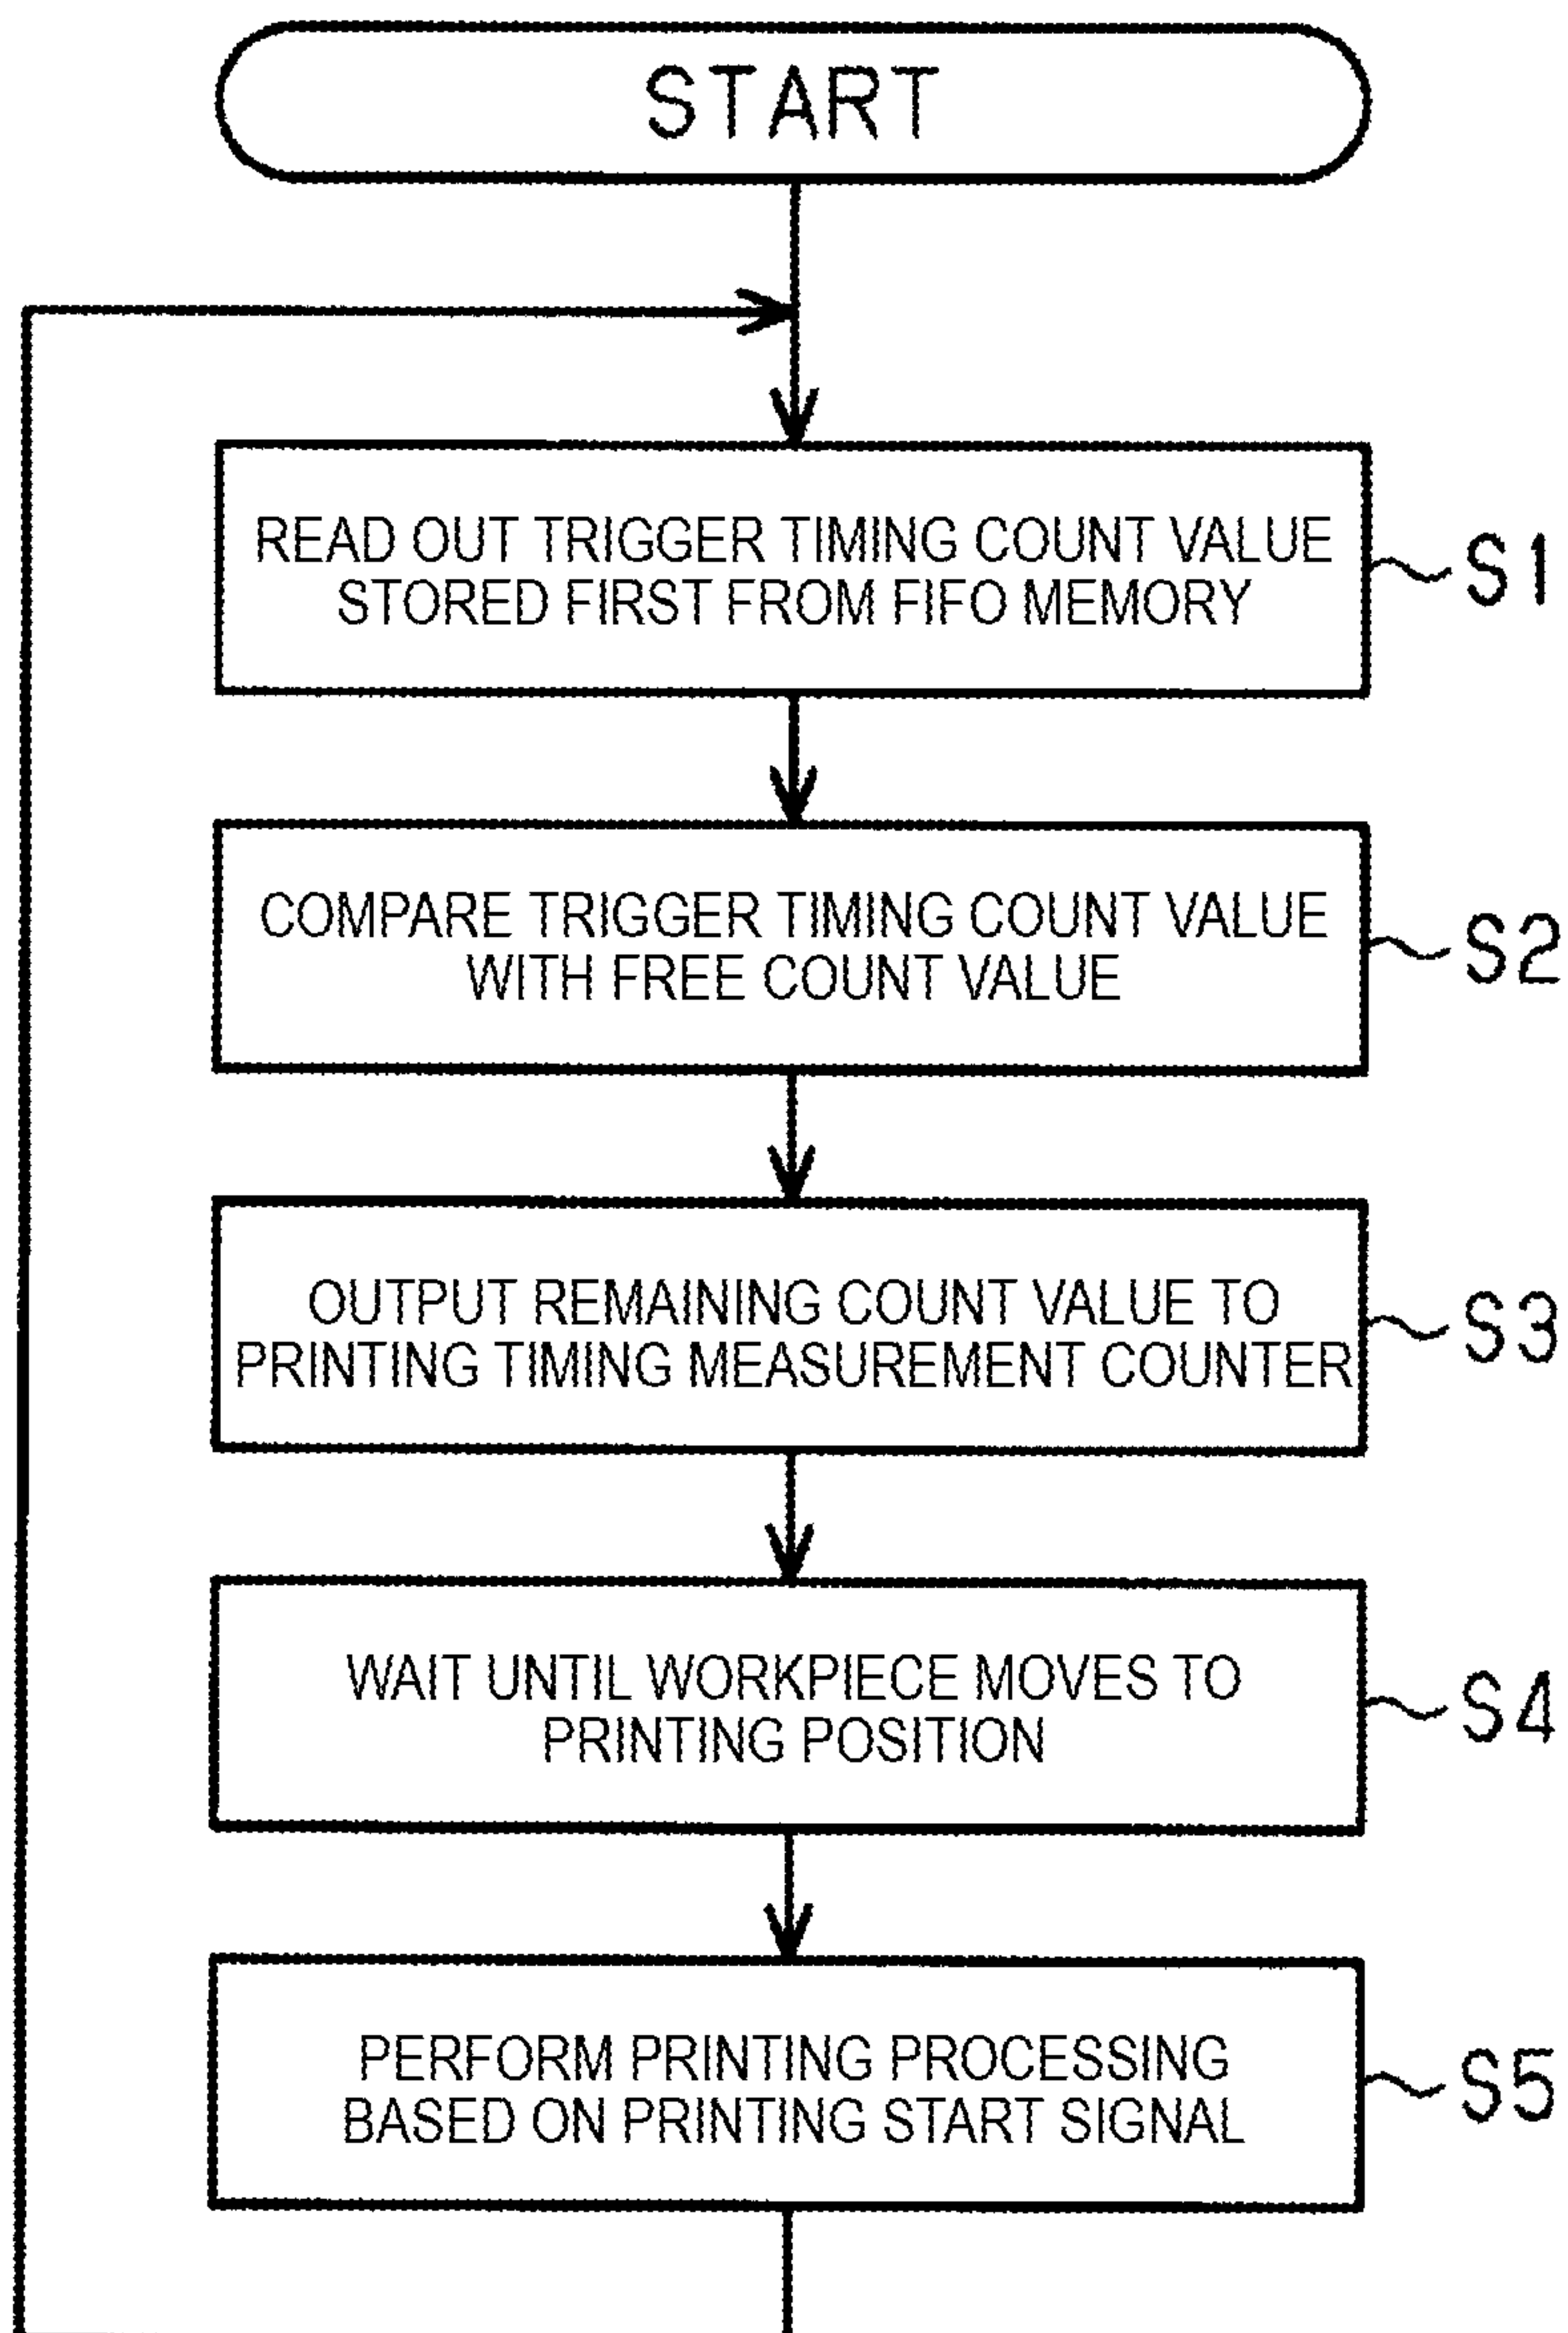 START
READ OUT TRIGGER TIMING COUNT VALUE
STORED FIRST FROM FIFO MEMORY
S1
COMPARE TRIGGER TIMING COUNT VALUE
WITH FREE COUNT VALUE
S2
OUTPUT REMAINING COUNT VALUE TO
PRINTING TIMING MEASUREMENT COUNTER
S3
WAIT UNTIL WORKPIECE MOVES TO
PRINTING POSITION
S4
PERFORM PRINTING PROCESSING
BASED ON PRINTING START SIGNAL
S5